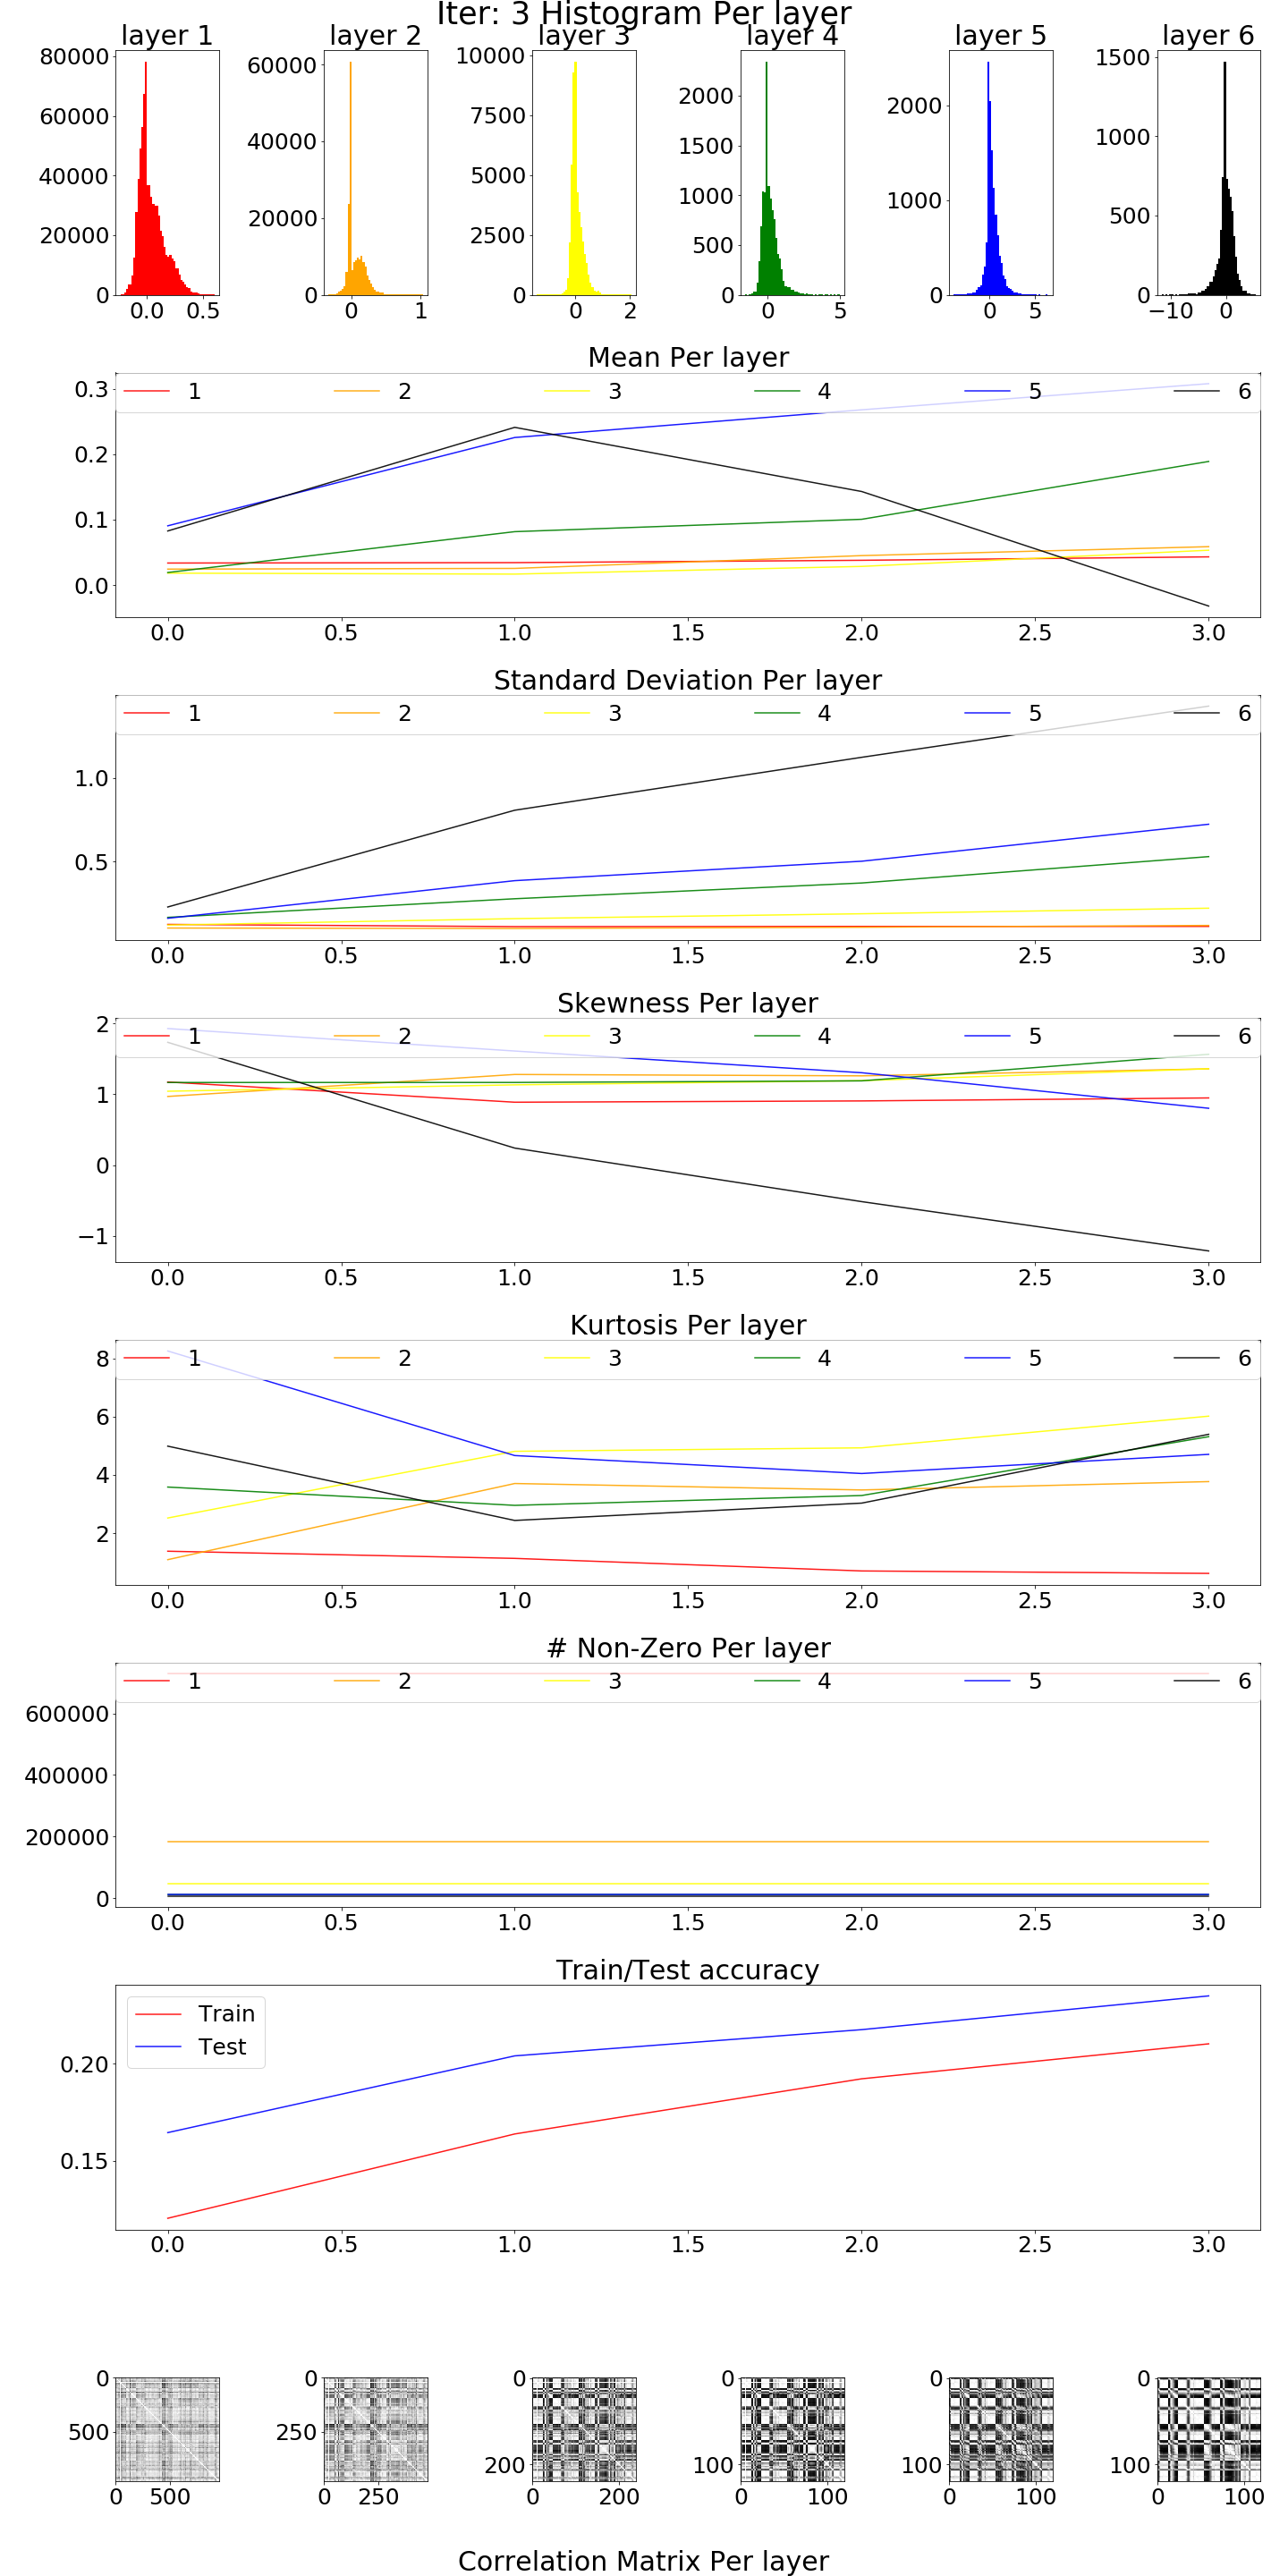 Iter: 3 Histogram Per layer
layer 1 layer 2 layer 3 layer 4 layer 5 layer 6
80000 60000 40000 20000 0
0.0 0.5
60000 40000 20000 0
0 1
10000 7500 5000 2500 0
0 2
2000 1500 1000 500 0
0 5
2000 1000 0
0 5
1500 1000 500 0
−10 0
Mean Per layer
1 2 3 4 5 6
0.3
0.2
0.1
0.0
0.0 0.5 1.0 1.5 2.0 2.5 3.0
Standard Deviation Per layer
1 2 3 4 5 6
1.0
0.5
0.0 0.5 1.0 1.5 2.0 2.5 3.0
Skewness Per layer
1 2 3 4 5 6
2
1
0
−1
0.0 0.5 1.0 1.5 2.0 2.5 3.0
Kurtosis Per layer
1 2 3 4 5 6
8
6
4
2
0.0 0.5 1.0 1.5 2.0 2.5 3.0
# Non-Zero Per layer
1 2 3 4 5 6
600000
400000
200000
0
0.0 0.5 1.0 1.5 2.0 2.5 3.0
Train/Test accuracy
Train
Test
0.20
0.15
0.0 0.5 1.0 1.5 2.0 2.5 3.0
0 0 0 0 0 0
500 250 200 100 100 100
0 500 0 250 0 200 0 100 0 100 0 100
Correlation Matrix Per layer